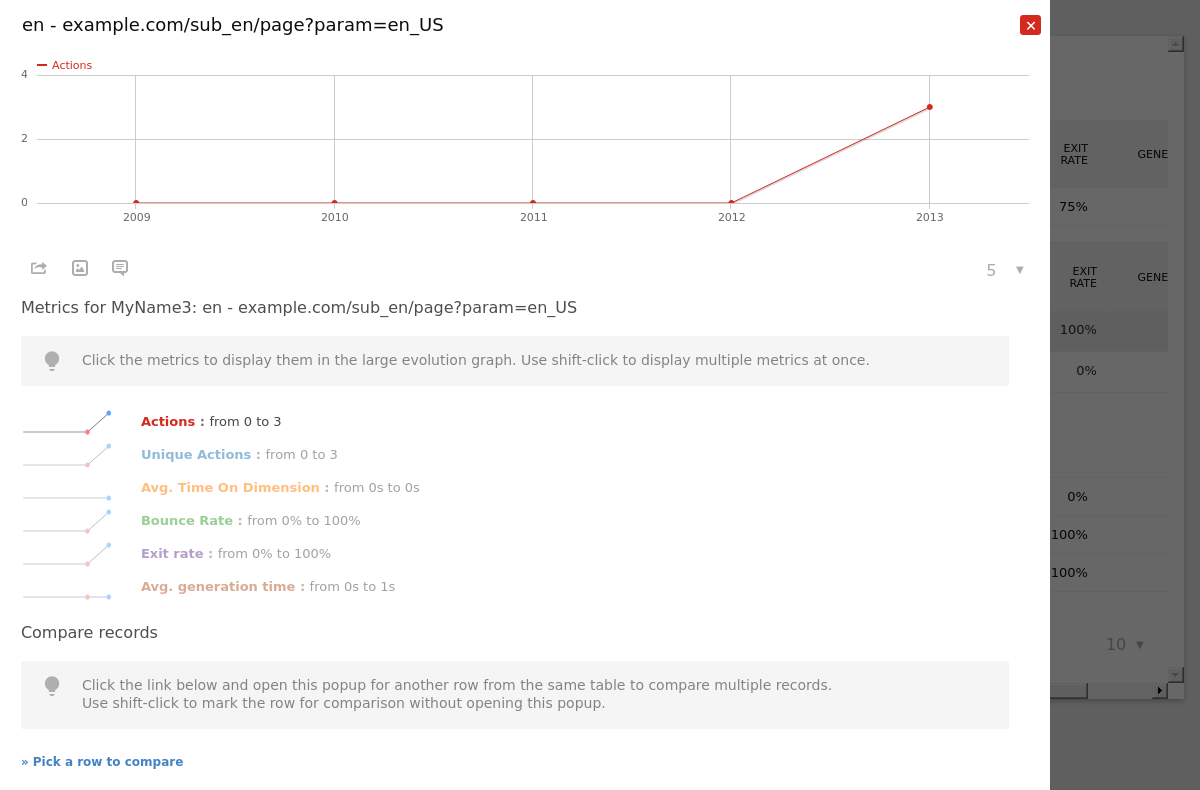 en - example.com/sub_en/page?param=en_US
Actions
4
2
0
2009 2010 2011 2012 2013
5 ▼
Metrics for MyName3: en - example.com/sub_en/page?param=en_US
Click the metrics to display them in the large evolution graph. Use shift-click to display multiple metrics at once.
Actions : from 0 to 3
Unique Actions : from 0 to 3
Avg. Time On Dimension : from 0s to 0s
Bounce Rate : from 0% to 100%
Exit rate : from 0% to 100%
Avg. generation time : from 0s to 1s
Compare records
Click the link below and open this popup for another row from the same table to compare multiple records.
Use shift-click to mark the row for comparison without opening this popup.
» Pick a row to compare
EXIT
RATE
GENE
75%
EXIT
RATE
GENE
100%
0%
0%
100%
100%
10 ▼